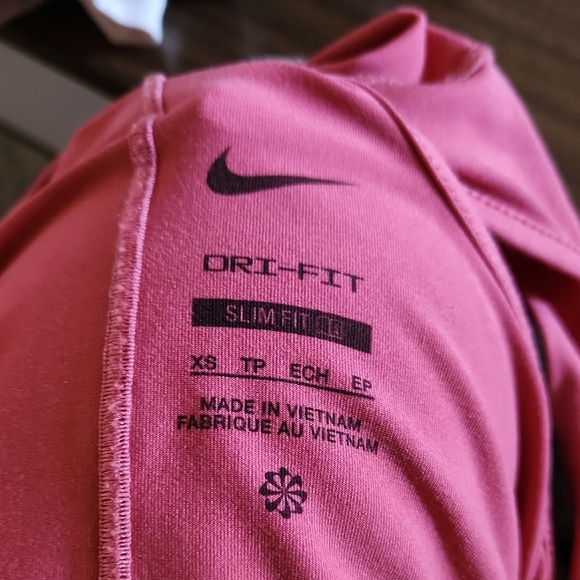 DRI-FIT
SLIM FIT
XS TP ECH EP
MADE IN VIETNAM
FABRIQUE AU VIETNAM